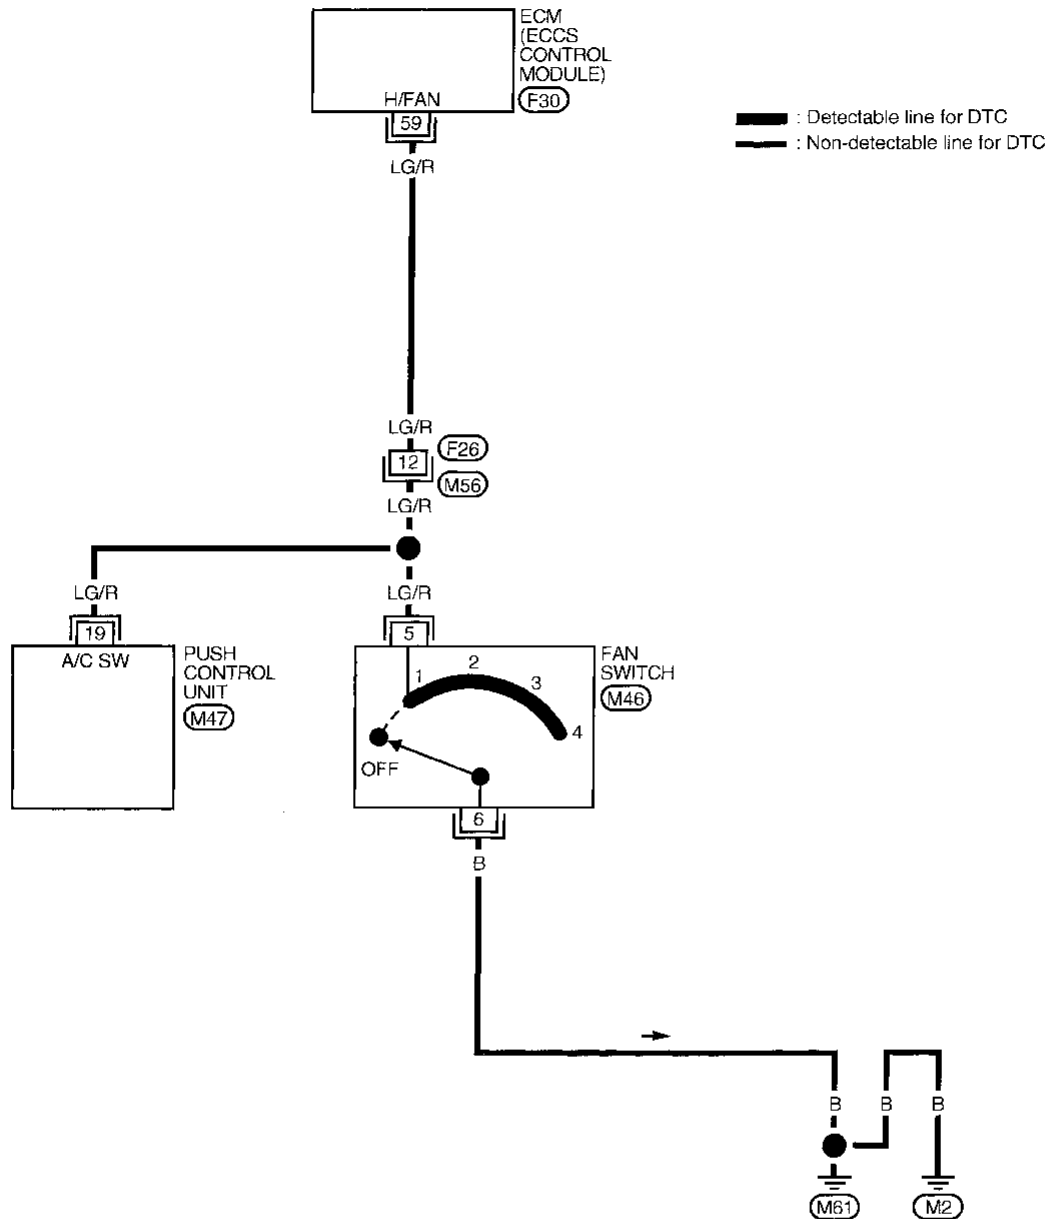 ECM
(ECCS
CONTROL
MODULE)
F30
H/FAN
59
LG/R
: Detectable line for DTC
: Non-detectable line for DTC
LG/R
F26
12
M56
LG/R
LG/R
LG/R
19
5
A/C SW
PUSH
CONTROL
UNIT
M47
FAN
SWITCH
M46
1
2
3
4
OFF
6
B
B
B
B
M61
M2